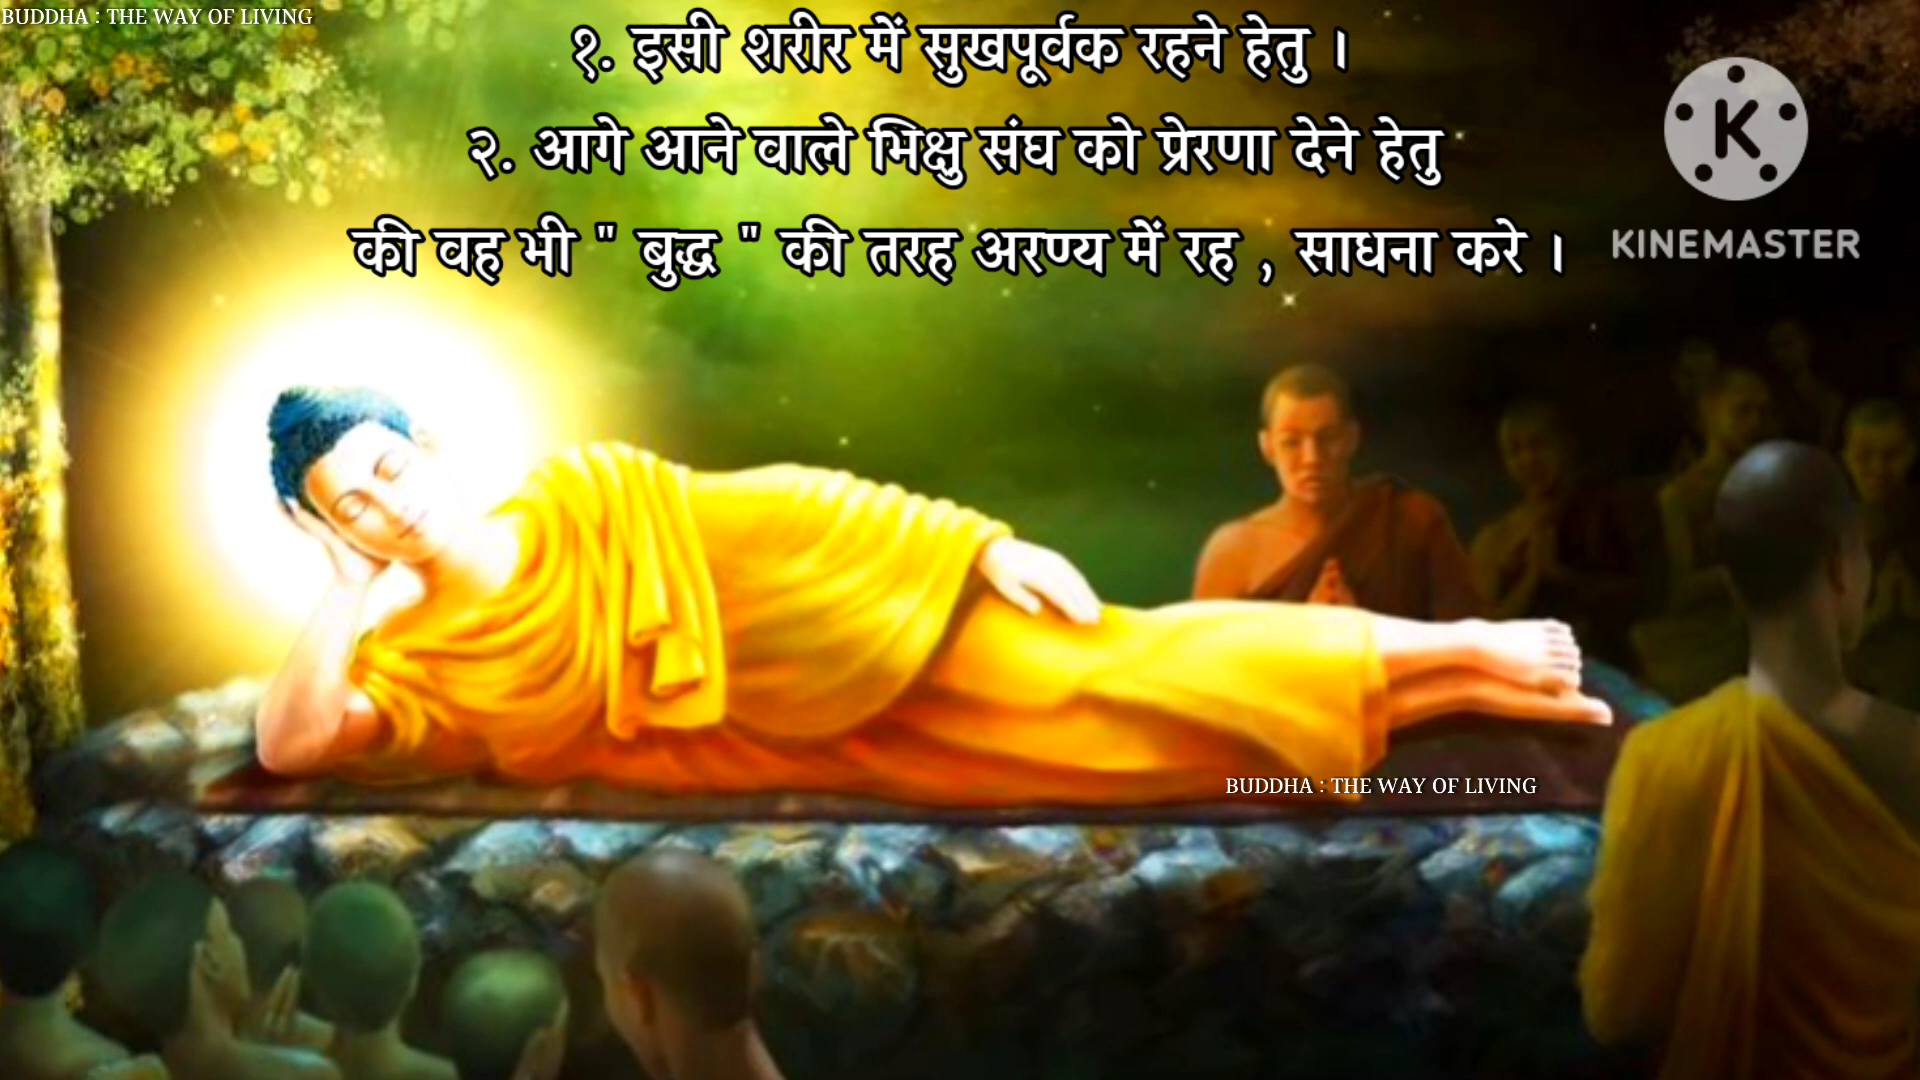 BUDDHA : THE WAY OF LIVING
१. इसी शरीर में सुखपूर्वक रहने हेतु ।
२. आगे आने वाले भिक्षु संघ को प्रेरणा देने हेतु
की वह भी " बुद्ध " की तरह अरण्य में रह , साधना करे ।
K
KINEMASTER
BUDDHA : THE WAY OF LIVING